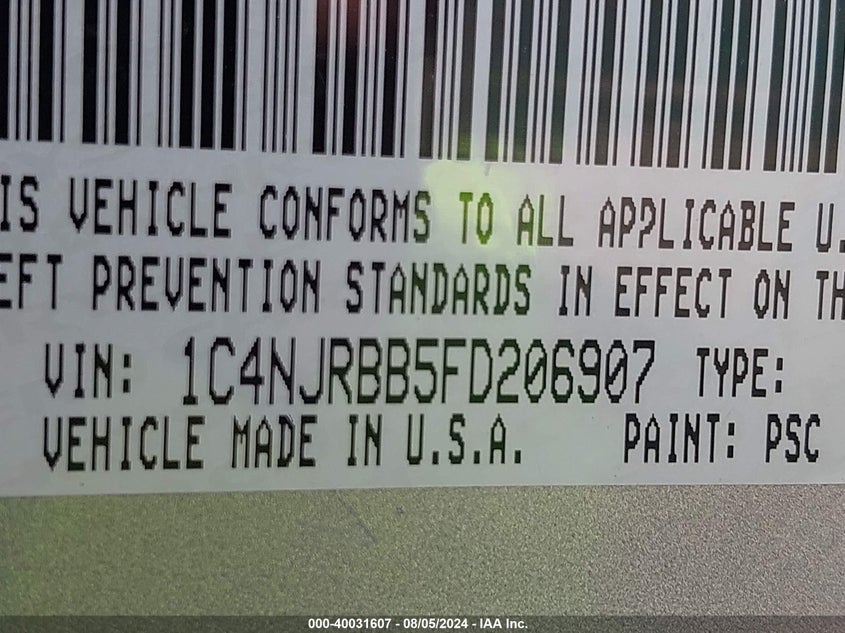 IS VEHICLE CONFORMS TO ALL APPLICABLE U.
EFT PREVENTION STANDARDS IN EFFECT ON TH
VIN: 1C4NJRBB5FD206907 TYPE:
VEHICLE MADE IN U.S.A. PAINT: PSC
000-40031607 - 08/05/2024 - IAA Inc.